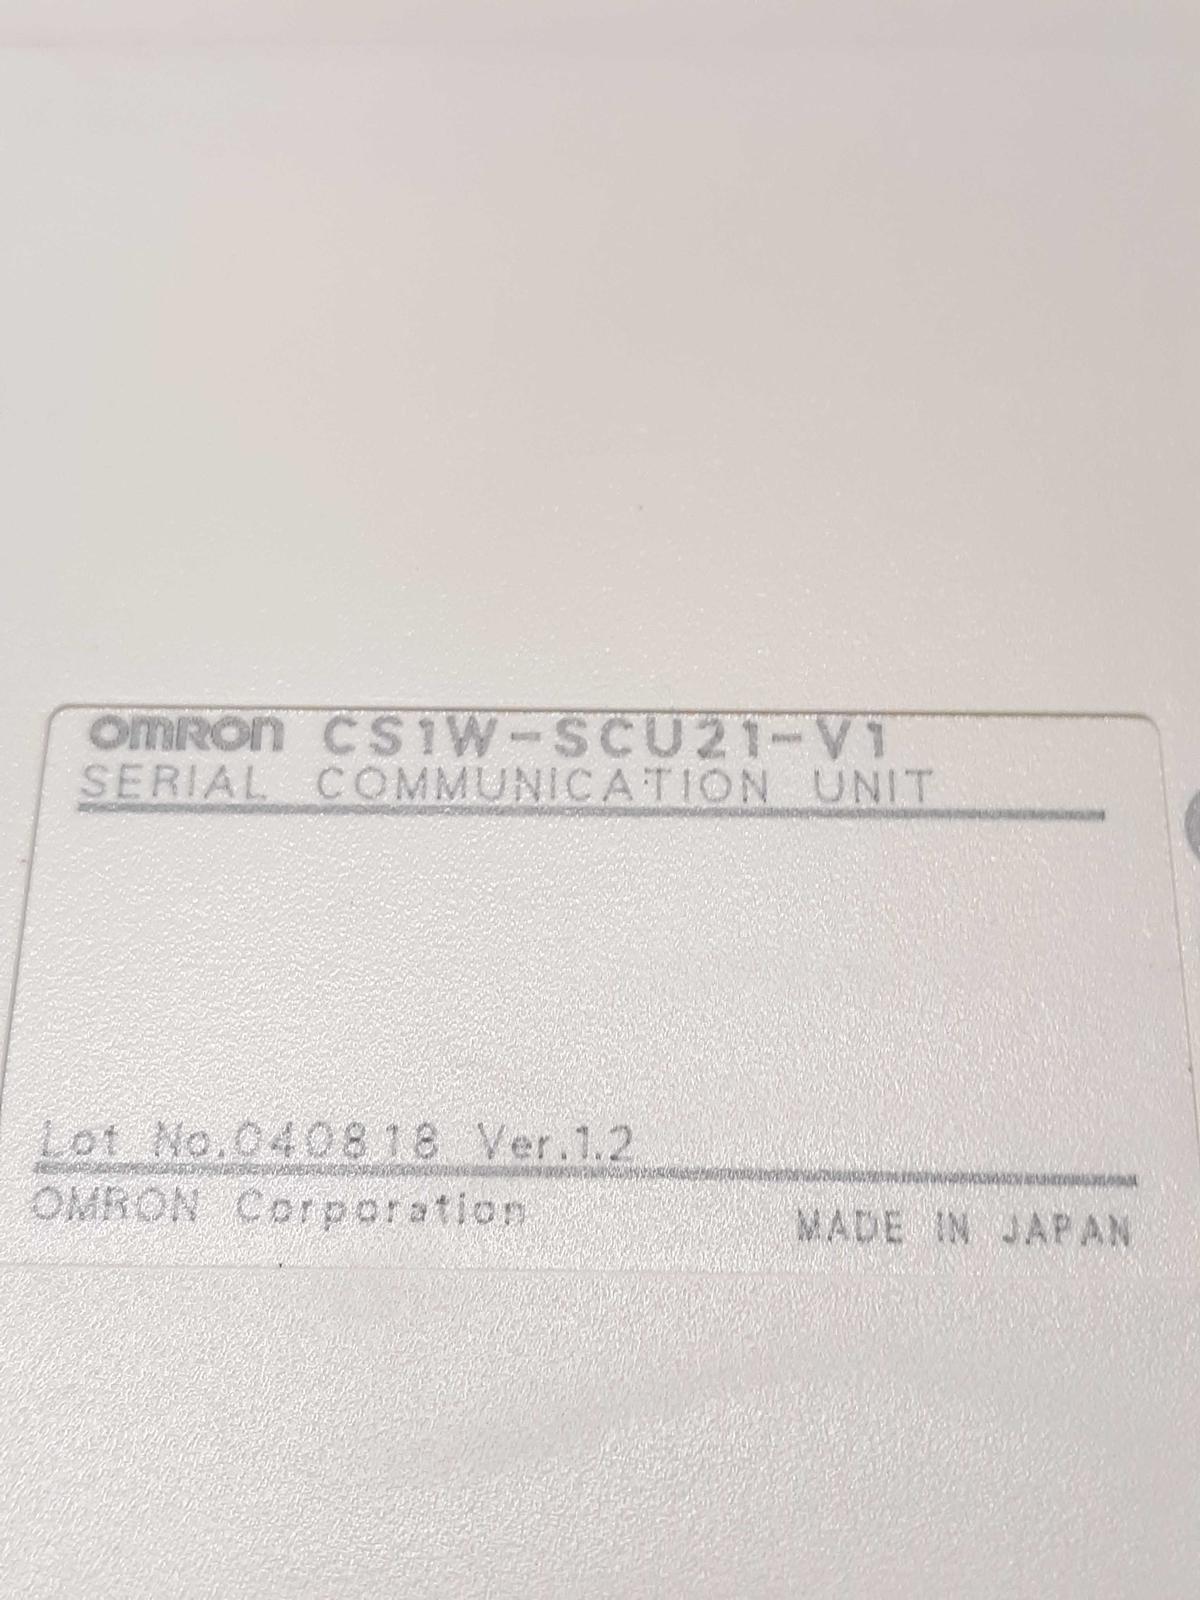 OMRON CS1W-SCU21-V1
SERIAL COMMUNICATION UNIT
Lot No.040818 Ver.1.2
OMRON Corporation
MADE IN JAPAN